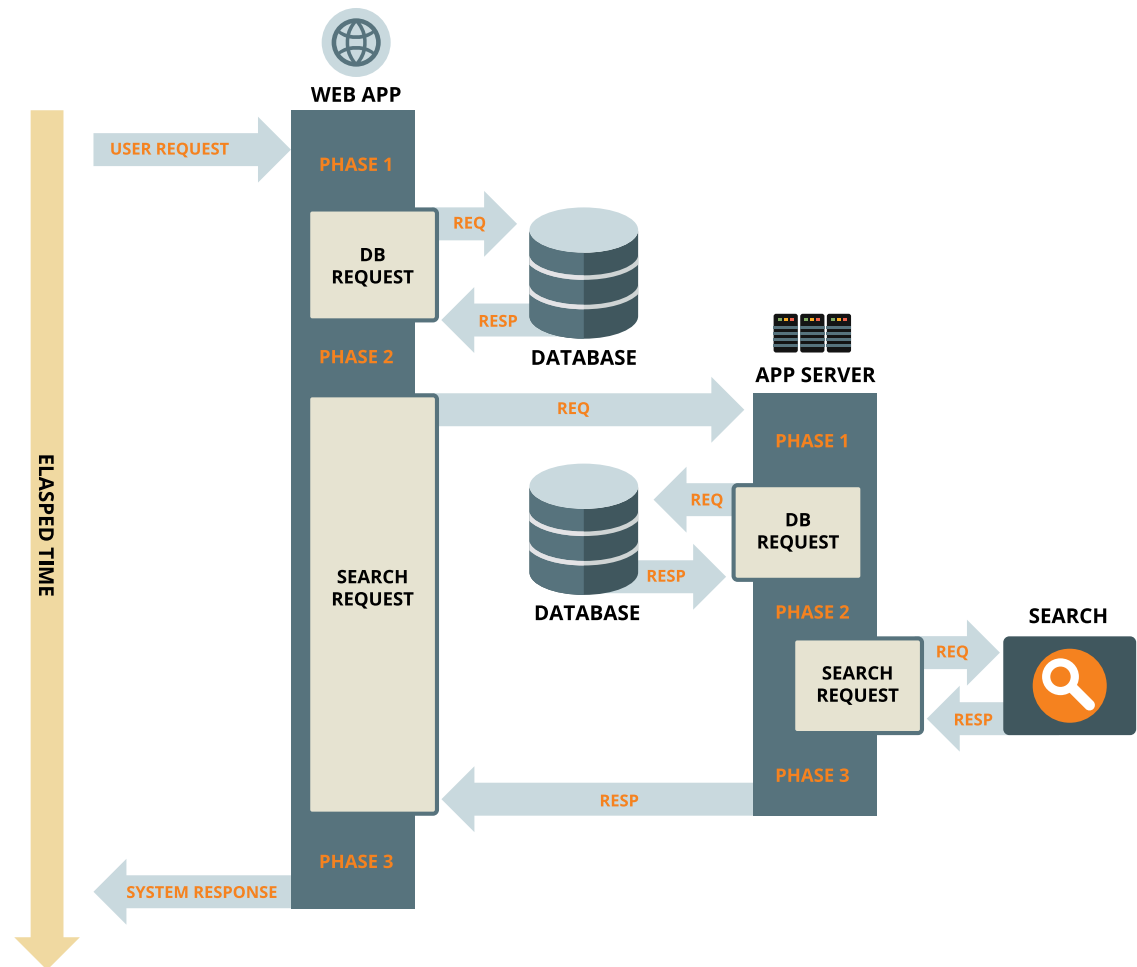 WEB APP
USER REQUEST
PHASE 1
REQ
DB
REQUEST
RESP
PHASE 2
DATABASE
APP SERVER
REQ
PHASE 1
ELASPED TIME
REQ
DB
REQUEST
SEARCH
REQUEST
RESP
DATABASE
PHASE 2
SEARCH
REQ
SEARCH
REQUEST
RESP
PHASE 3
RESP
PHASE 3
SYSTEM RESPONSE